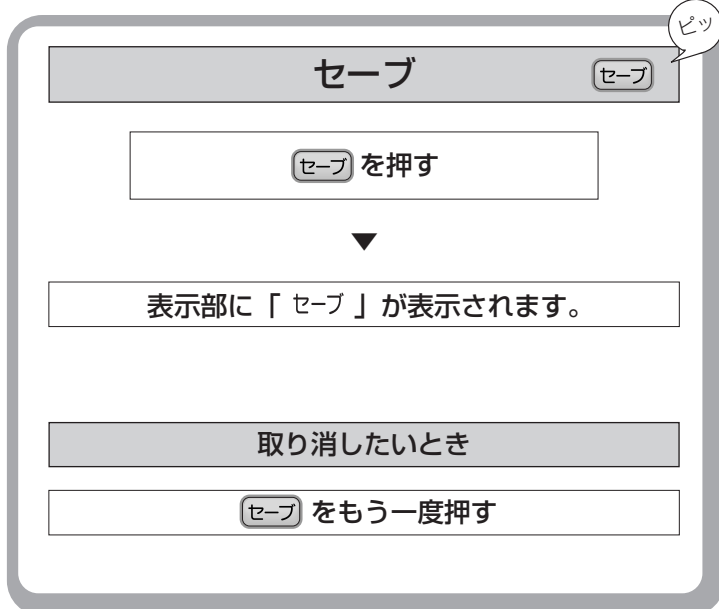 ピッ
セーブ セーブ
セーブ を押す
▼
表示部に「 セーブ 」が表示されます。
取り消したいとき
セーブ をもう一度押す